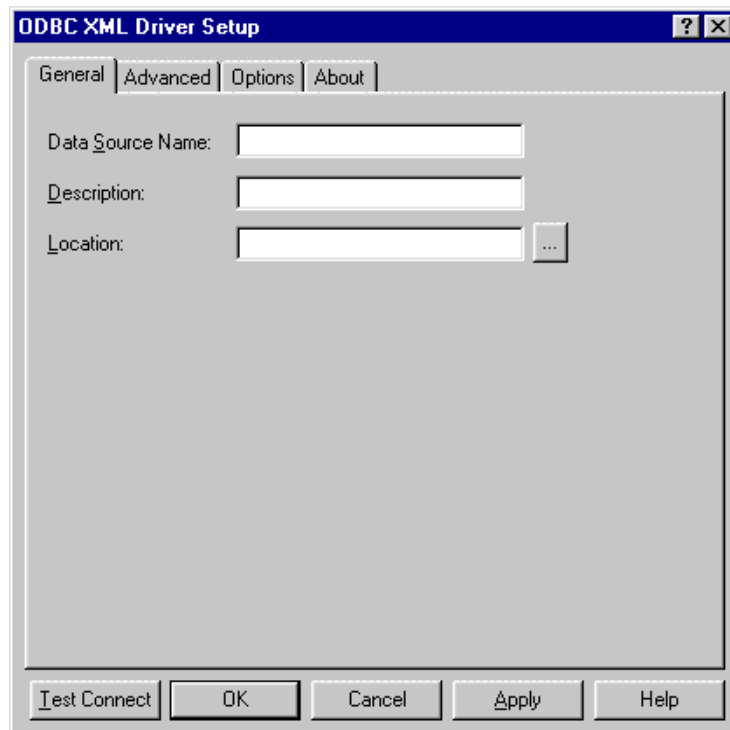 ODBC XML Driver Setup ? X
General Advanced Options About
Data Source Name:
Description:
Location: ...
Test Connect OK Cancel Apply Help